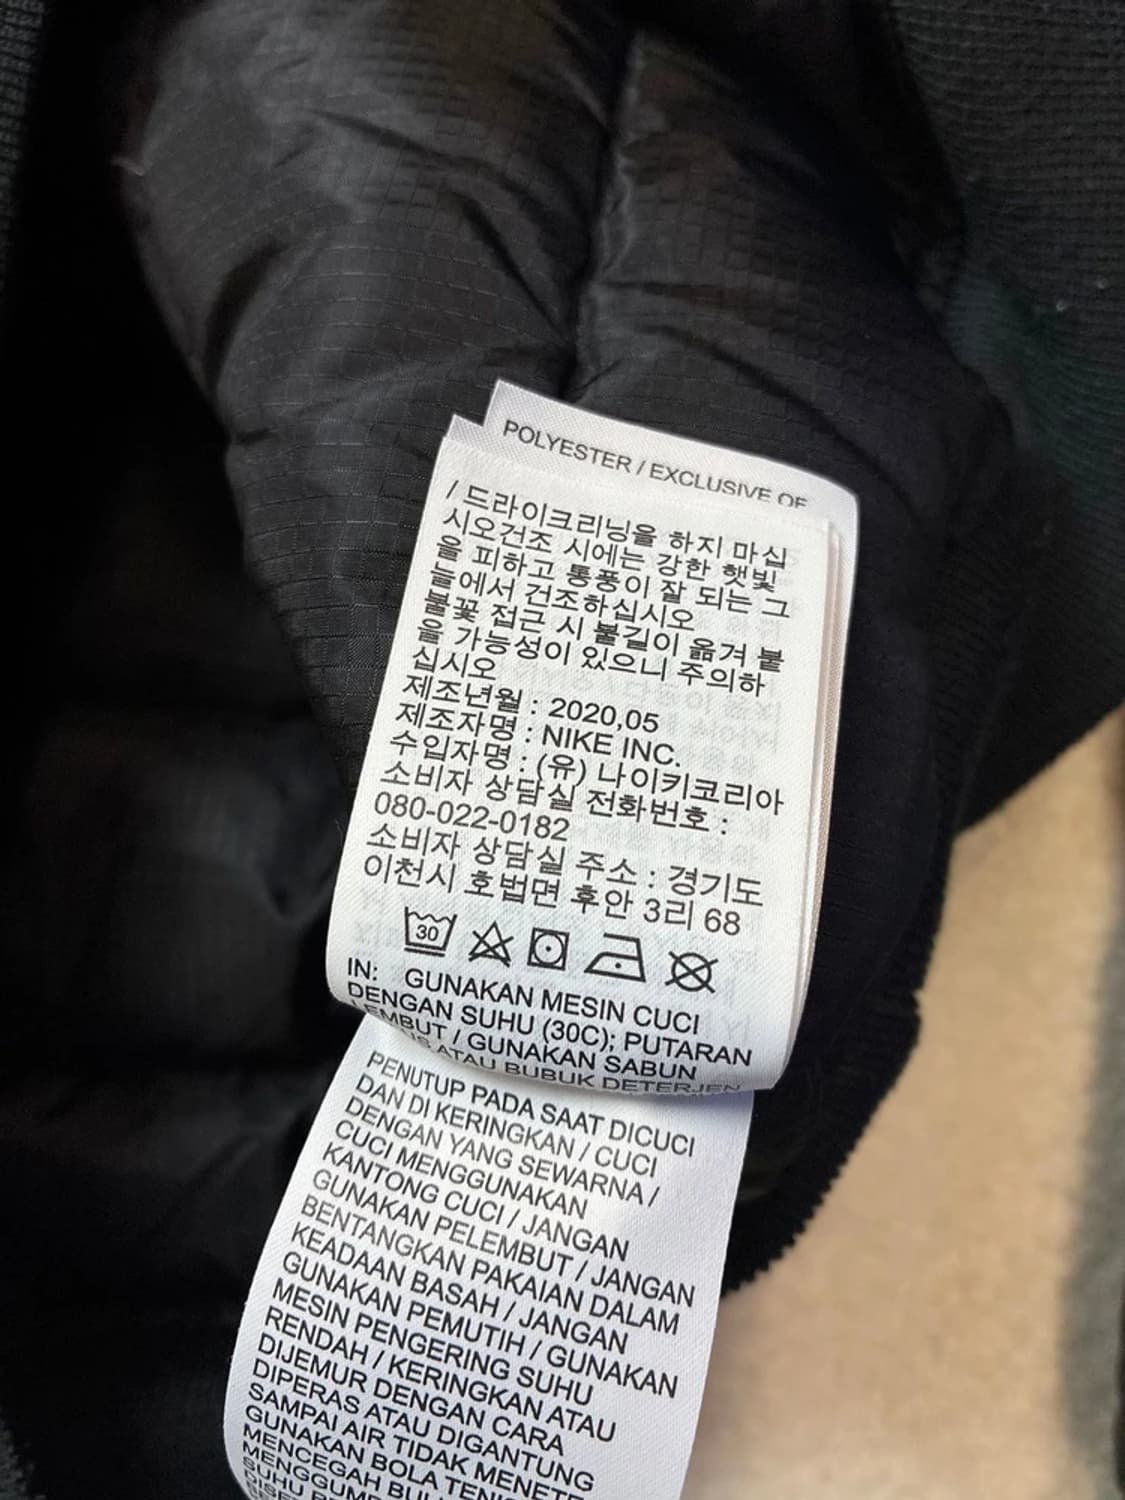 POLYESTER / EXCLUSIVE OF
/ 드라이크리닝을 하지 마십
시오건조 시에는 강한 햇빛
을 피하고 통풍이 잘 되는 그
늘에서 건조하십시오
불꽃 접근 시 불길이 옮겨 붙
을 가능성이 있으니 주의하
십시오
제조년월 : 2020,05
제조자명 : NIKE INC.
수입자명 : (유) 나이키코리아
소비자 상담실 전화번호 :
080-022-0182
소비자 상담실 주소 : 경기도
이천시 호법면 후안 3리 68
30
IN: GUNAKAN MESIN CUCI
DENGAN SUHU (30C); PUTARAN
LEMBUT / GUNAKAN SABUN
ATAU BUBUK DETERJEN
PENUTUP PADA SAAT DICUCI
DAN DI KERINGKAN / CUCI
DENGAN YANG SEWARNA /
CUCI MENGGUNAKAN
KANTONG CUCI / JANGAN
GUNAKAN PELEMBUT / JANGAN
BENTANGKAN PAKAIAN DALAM
KEADAAN BASAH / JANGAN
GUNAKAN PEMUTIH / GUNAKAN
MESIN PENGERING SUHU
RENDAH / KERINGKAN ATAU
DIJEMUR DENGAN CARA
DIPERAS ATAU DIGANTUNG
SAMPAI AIR TIDAK MENETE
GUNAKAN BOLA TENIS
MENCEGAH BUL
MENGGUMP
SUHU